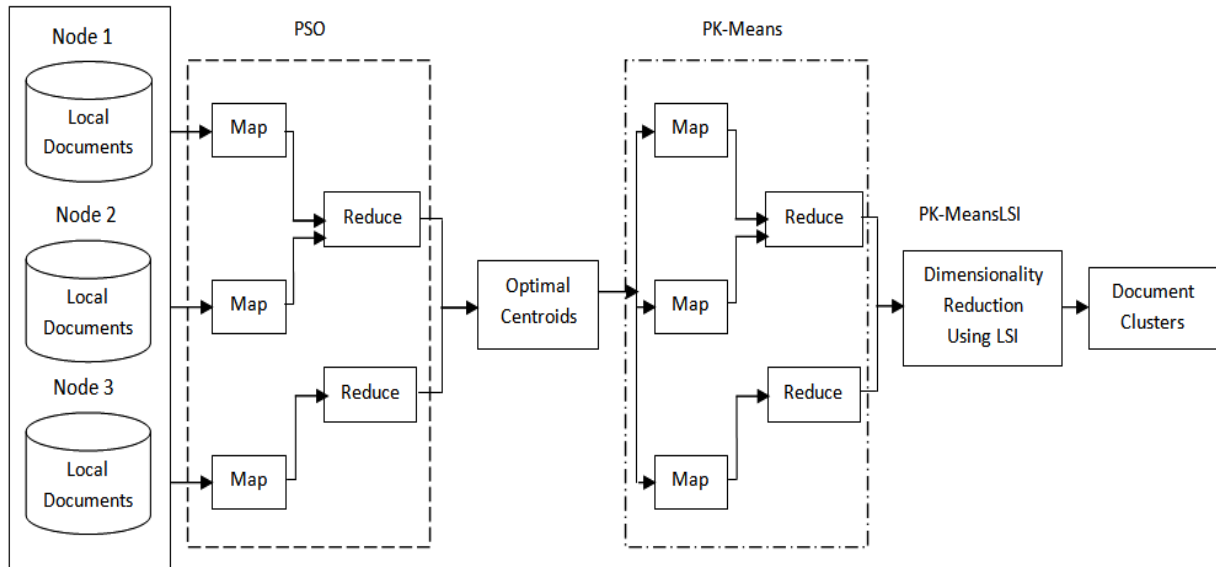 Node 1
Local
Documents
Node 2
Local
Documents
Node 3
Local
Documents
PSO
Map
Map
Map
Reduce
Reduce
Optimal
Centroids
PK-Means
Map
Map
Map
Reduce
Reduce
PK-MeansLSI
Dimensionality
Reduction
Using LSI
Document
Clusters